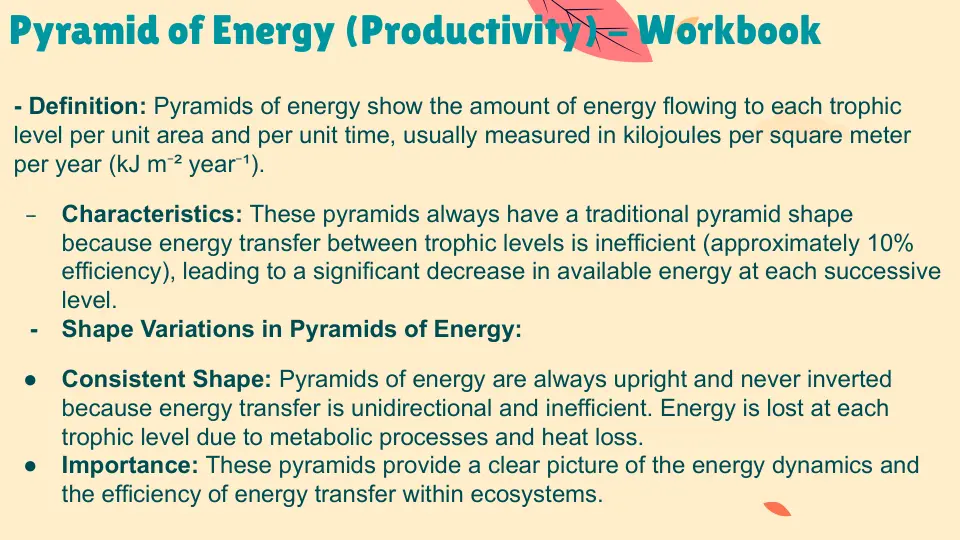 Pyramid of Energy (Productivity) – Workbook
- Definition: Pyramids of energy show the amount of energy flowing to each trophic
level per unit area and per unit time, usually measured in kilojoules per square meter
per year (kJ m⁻² year⁻¹).
– Characteristics: These pyramids always have a traditional pyramid shape
because energy transfer between trophic levels is inefficient (approximately 10%
efficiency), leading to a significant decrease in available energy at each successive
level.
- Shape Variations in Pyramids of Energy:
● Consistent Shape: Pyramids of energy are always upright and never inverted
because energy transfer is unidirectional and inefficient. Energy is lost at each
trophic level due to metabolic processes and heat loss.
● Importance: These pyramids provide a clear picture of the energy dynamics and
the efficiency of energy transfer within ecosystems.